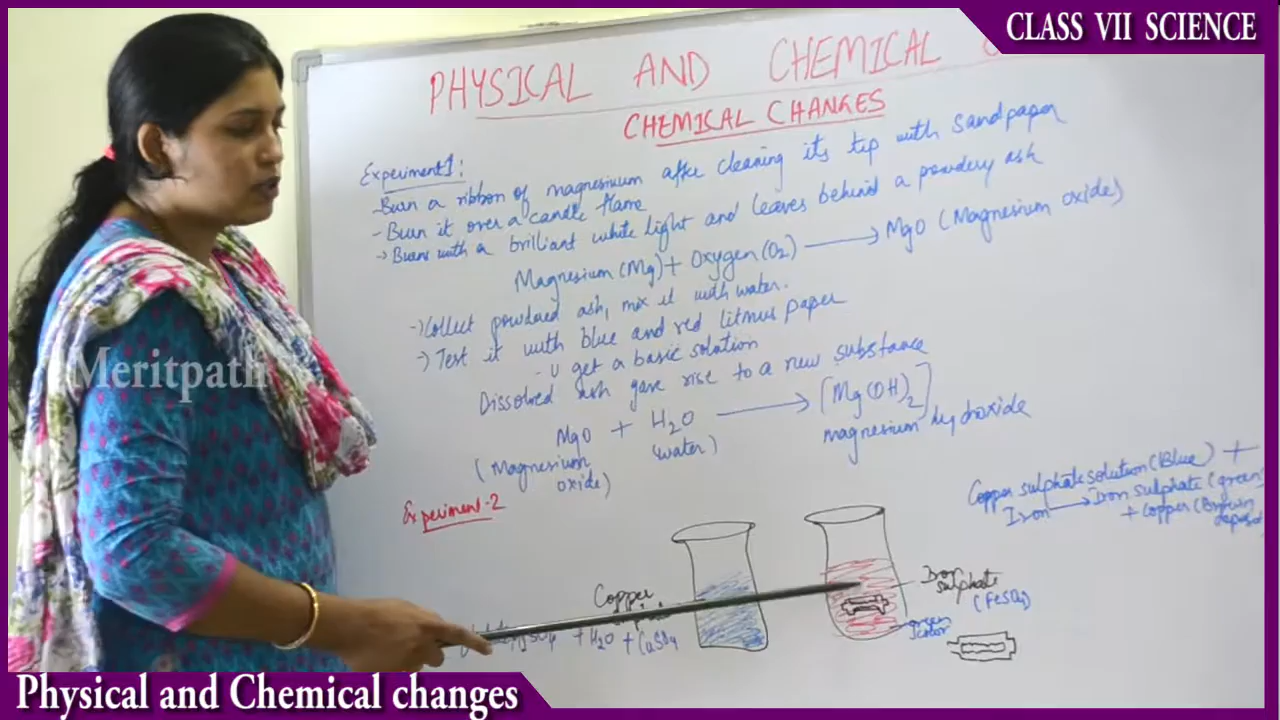 CLASS VII SCIENCE
PHYSICAL AND CHEMICAL
CHEMICAL CHANGES
Experiment 1:
- Burn a ribbon of magnesium after cleaning its tip with sandpaper
- Burn it over a candle flame
→ Burns with a brilliant white light and leaves behind a powdery ash
Magnesium (Mg) + Oxygen (O2) → MgO (Magnesium oxide)
→ Collect powdered ash, mix it with water.
→ Test it with blue and red litmus paper
- U get a basic solution
Dissolved ash gave rise to a new substance
MgO + H2O → [Mg(OH)2]
(Magnesium oxide) (water) magnesium hydroxide
Experiment-2
Copper sulphate solution (Blue) +
Iron → Iron sulphate (green)
+ Copper (Brown
Copper
+ H2O + CuSO4
Iron
sulphate
(FeSO4)
green
color
Meritpath
Physical and Chemical changes